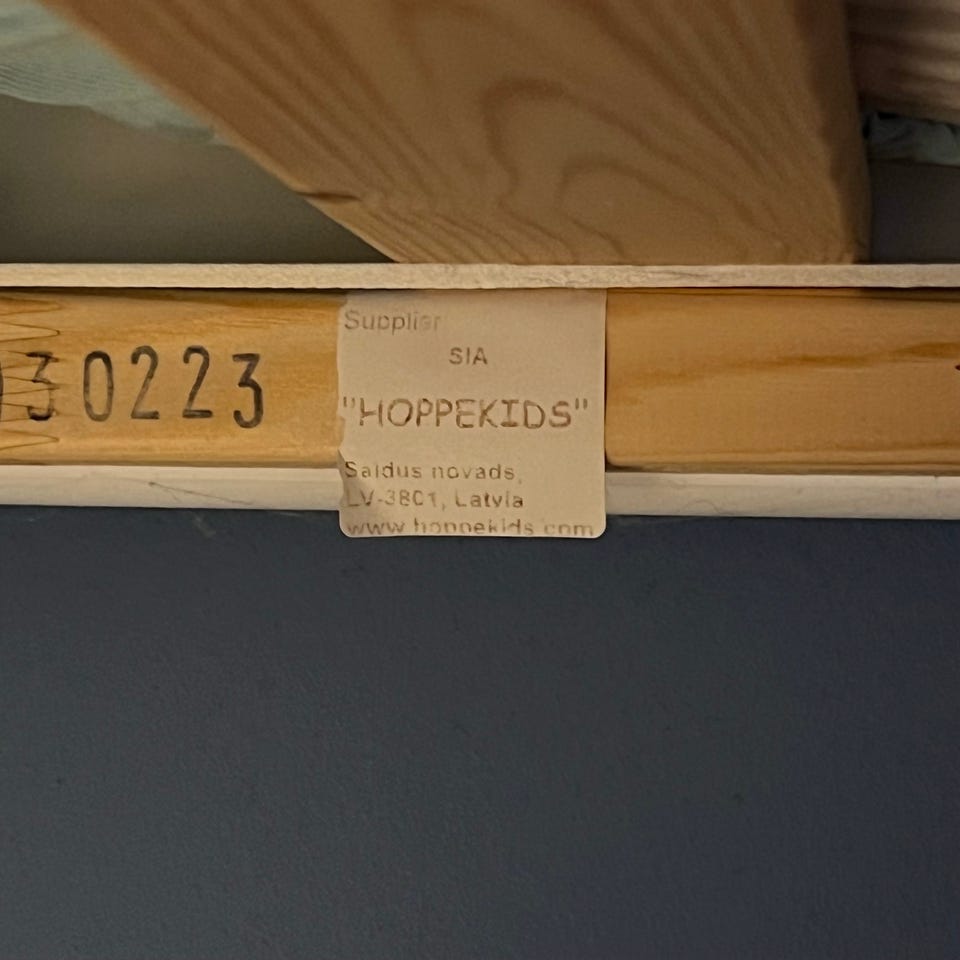 30223
Supplier
SIA
"HOPPEKIDS"
Saldus novads,
LV-3801, Latvia
www.hoppekids.com